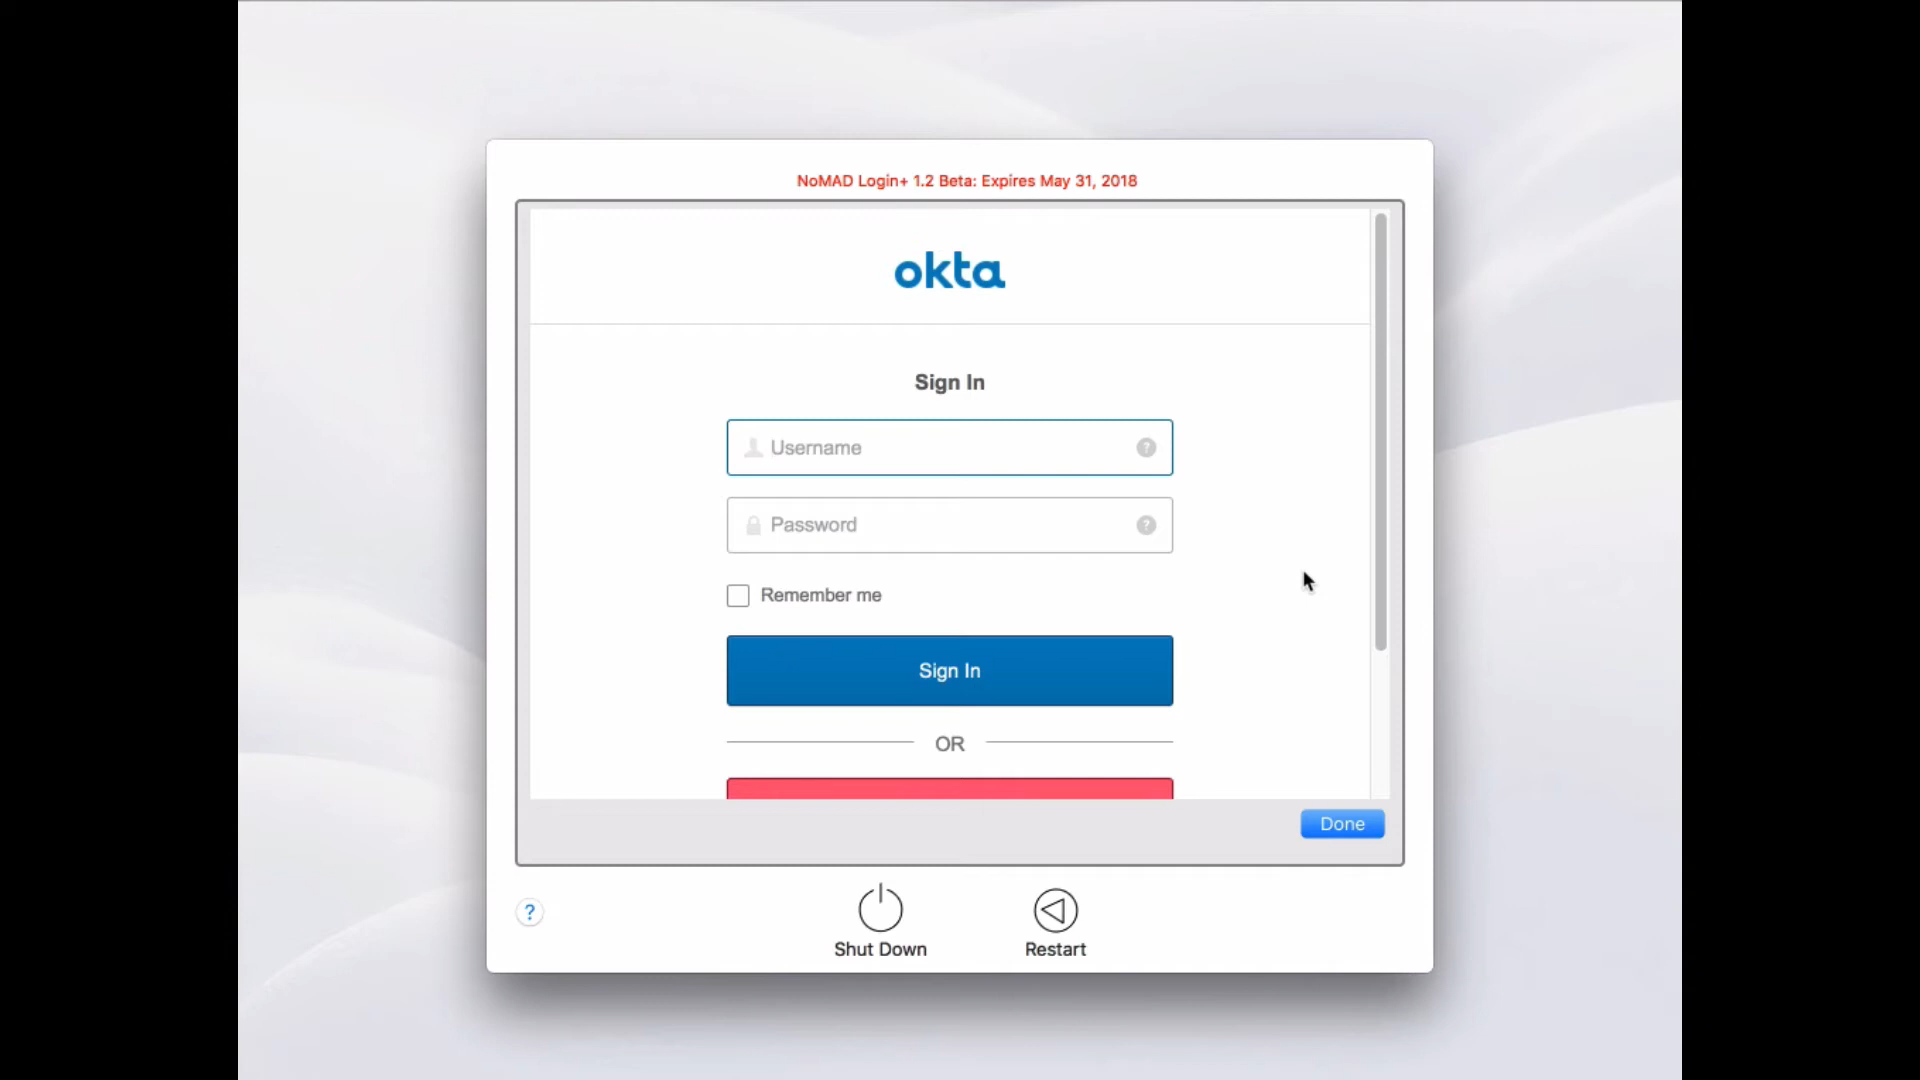 NoMAD Login+ 1.2 Beta: Expires May 31, 2018
okta
Sign In
Username ?
Password ?
Remember me
Sign In
OR
Done
?
Shut Down
Restart